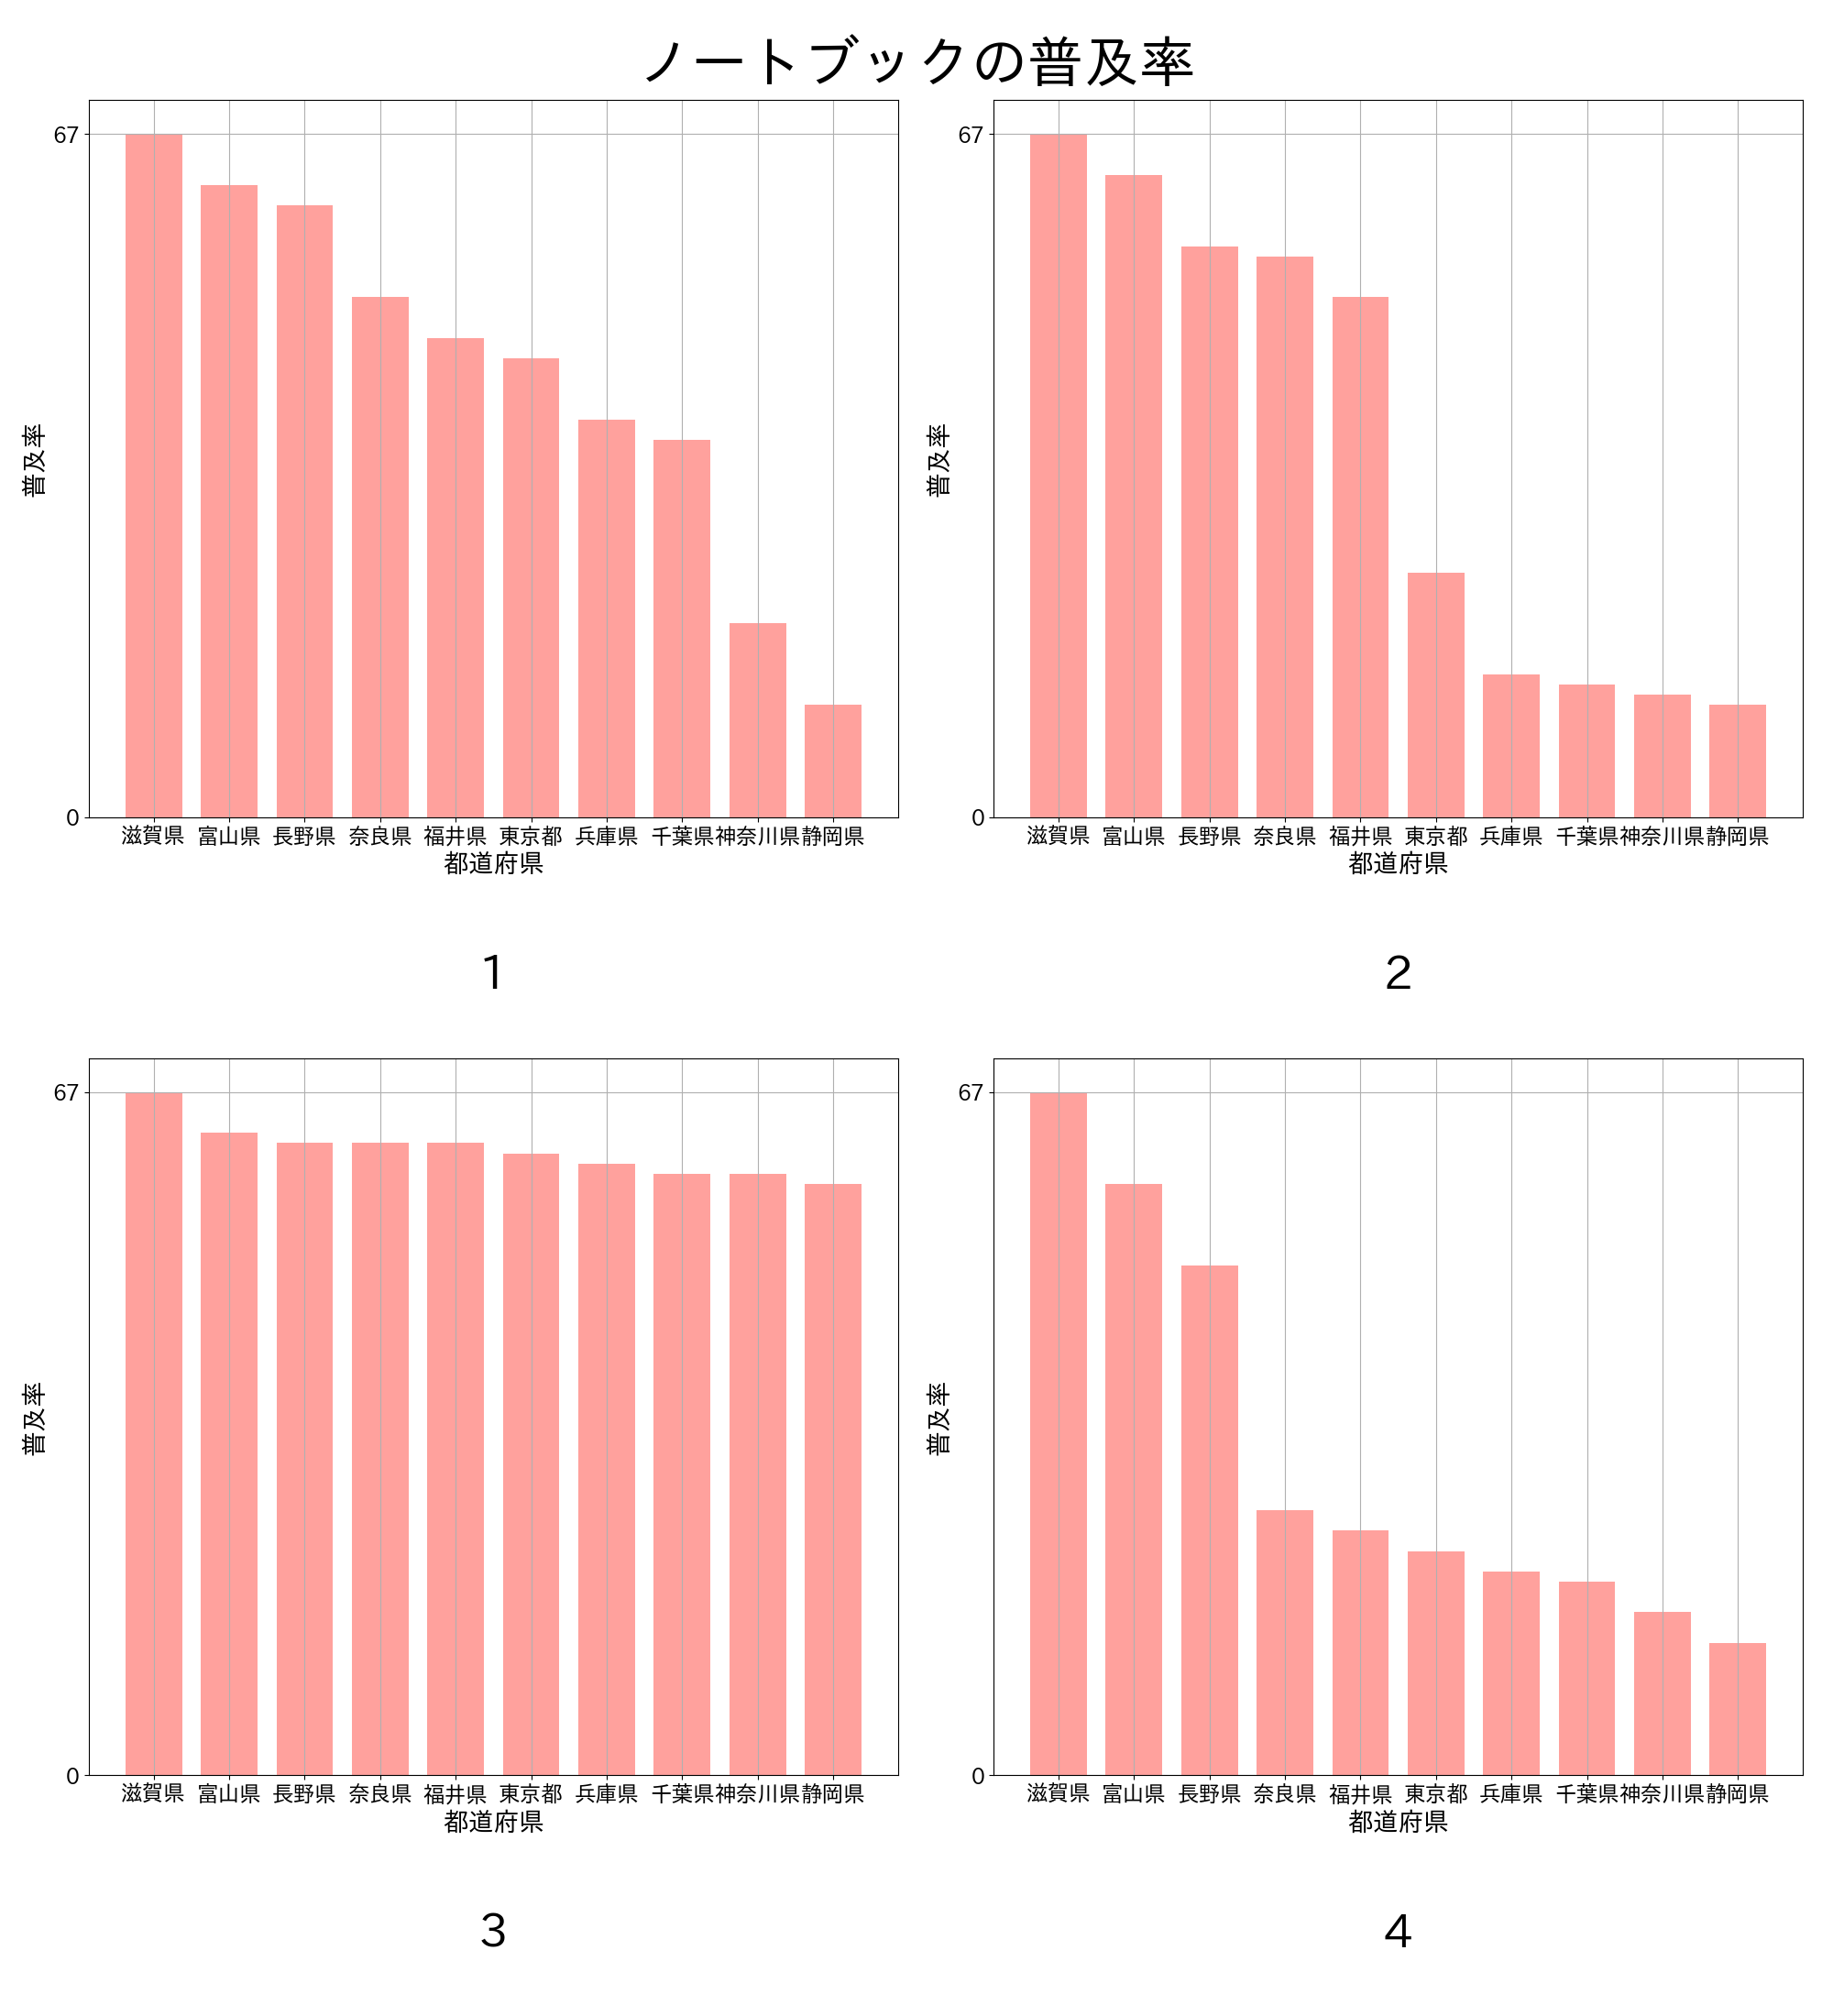 ノートブックの普及率
67
0
普及率
滋賀県 富山県 長野県 奈良県 福井県 東京都 兵庫県 千葉県 神奈川県 静岡県
都道府県
1
67
0
普及率
滋賀県 富山県 長野県 奈良県 福井県 東京都 兵庫県 千葉県 神奈川県 静岡県
都道府県
2
67
0
普及率
滋賀県 富山県 長野県 奈良県 福井県 東京都 兵庫県 千葉県 神奈川県 静岡県
都道府県
3
67
0
普及率
滋賀県 富山県 長野県 奈良県 福井県 東京都 兵庫県 千葉県 神奈川県 静岡県
都道府県
4